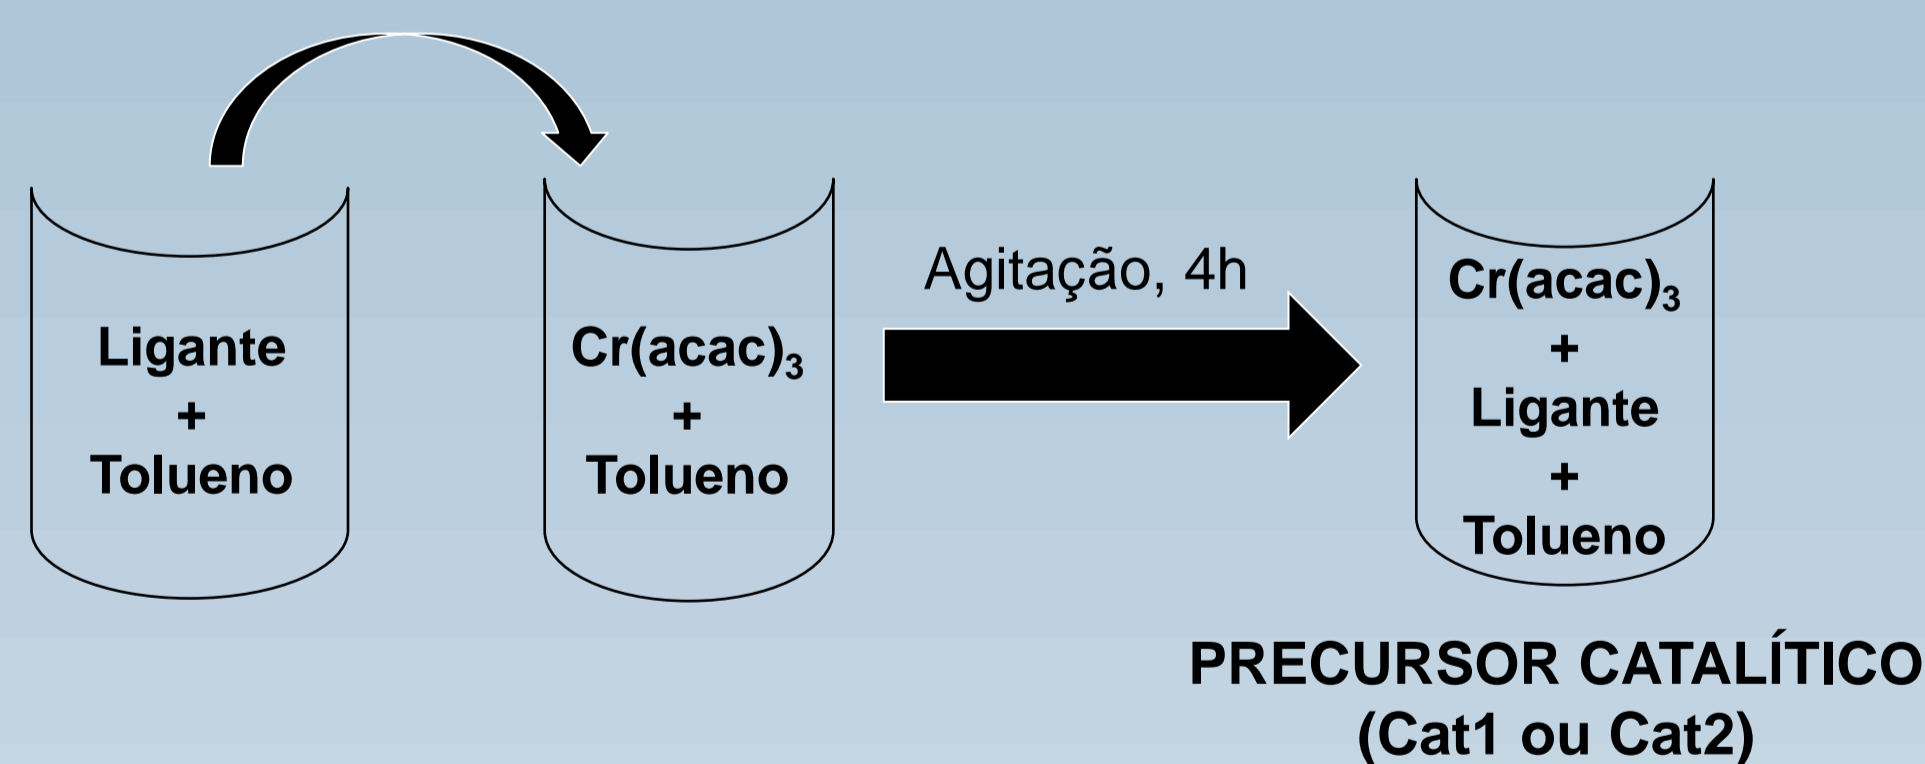 Ligante
+
Tolueno
Cr(acac)₃
+
Tolueno
Agitação, 4h
Cr(acac)₃
+
Ligante
+
Tolueno
PRECURSOR CATALÍTICO
(Cat1 ou Cat2)